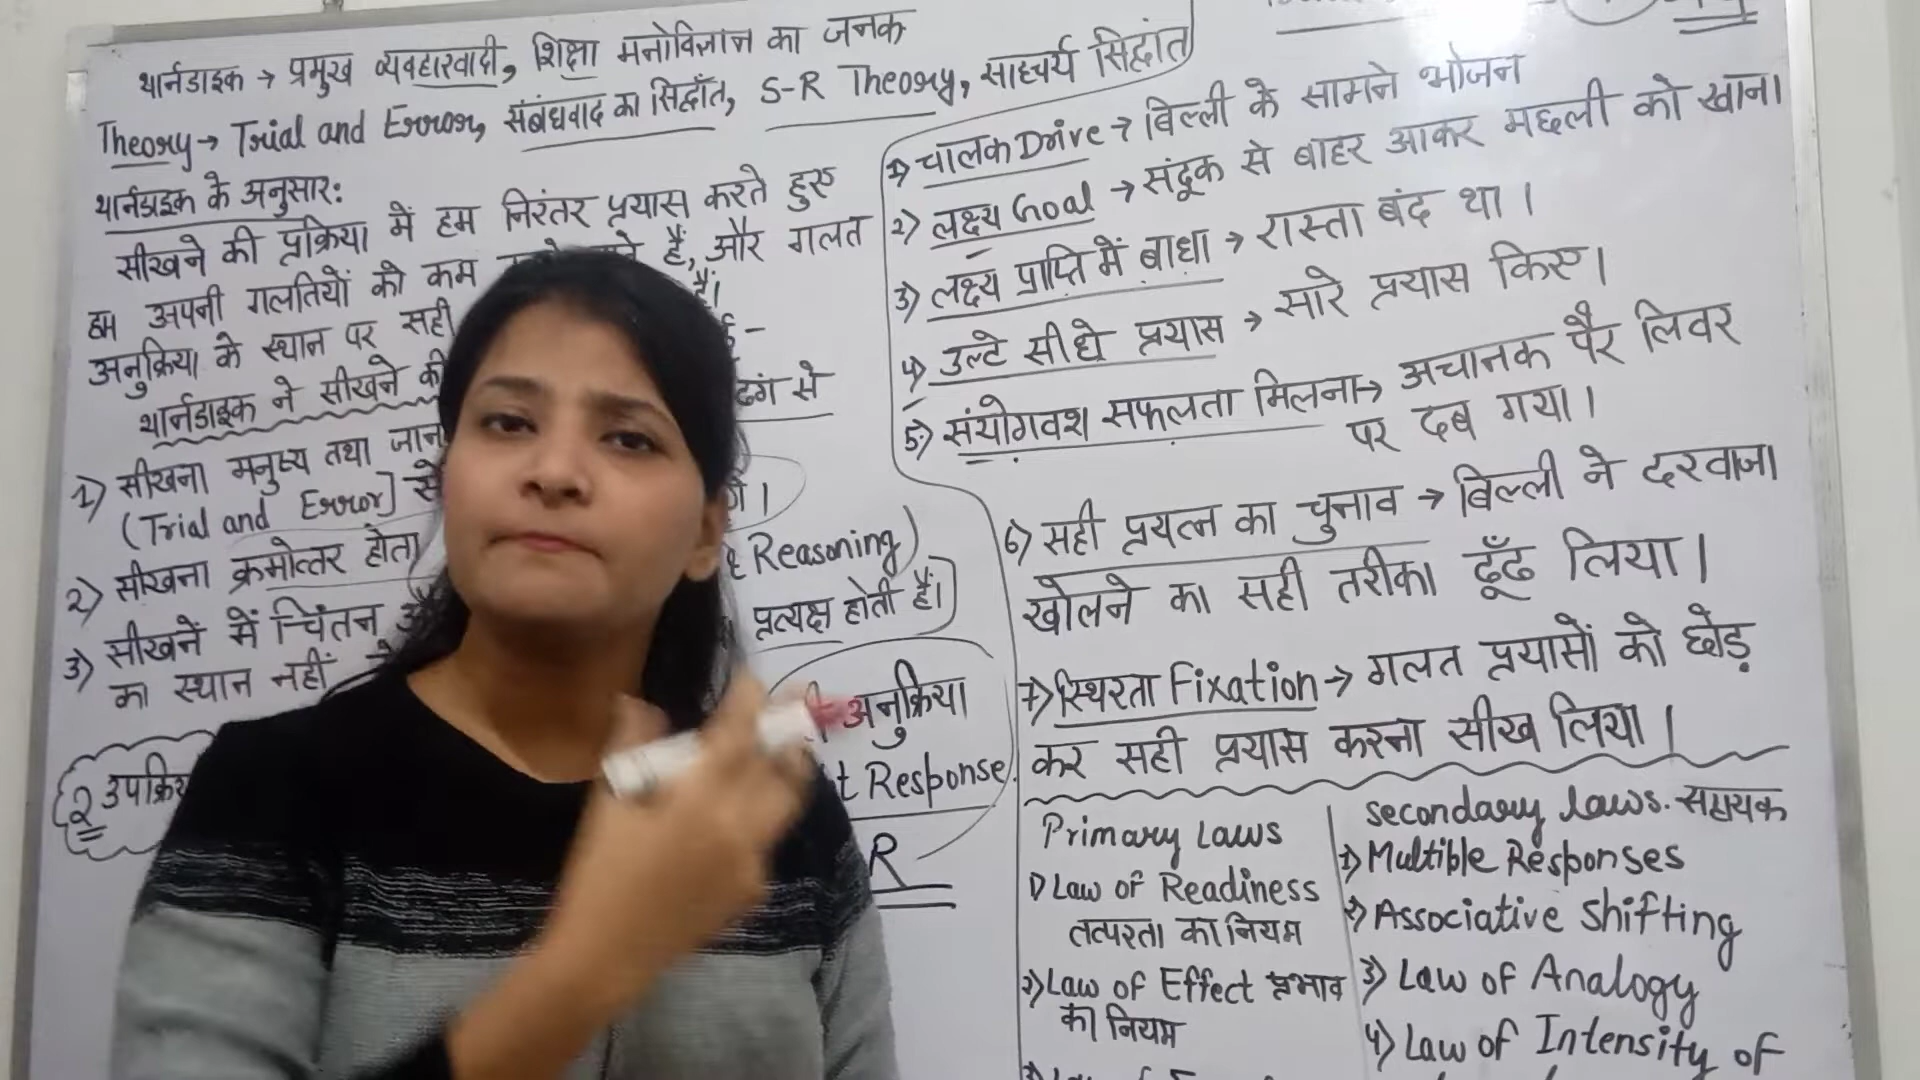 थार्नडाइक → प्रमुख व्यवहारवादी, शिक्षा मनोविज्ञान का जनक
Theory → Trial and Error, संबंधवाद का सिद्धाँत, S-R Theory, साहचर्य सिद्धांत
थार्नडाइक के अनुसार:
सीखने की प्रक्रिया में हम निरंतर प्रयास करते हुए
हम अपनी गलतियों को कम हैं, और गलत
अनुक्रिया के स्थान पर सही हैं।
थार्नडाइक ने सीखने की ढंग से
1) सीखना मनुष्य तथा
(Trial and Error) से
2) सीखना क्रमोत्तर होता
3) सीखनें में चिंतन Reasoning)
का स्थान नहीं प्रत्यक्ष होती है।
अनुक्रिया
Response
R
2
1) चालक Drive → बिल्ली के सामने भोजन
2) लक्ष्य Goal → संदूक से बाहर आकर मछली को खाना
3) लक्ष्य प्राप्ति में बाधा → रास्ता बंद था।
4) उल्टे सीधे प्रयास → सारे प्रयास किए।
5) संयोगवश सफलता मिलना → अचानक पैर लिवर
पर दब गया।
6) सही प्रयत्न का चुनाव → बिल्ली ने दरवाजा
खोलने का सही तरीका ढूँढ लिया।
7) स्थिरता Fixation → गलत प्रयासों को छोड़
कर सही प्रयास करना सीख लिया।
Primary Laws
1) Law of Readiness
तत्परता का नियम
2) Law of Effect प्रभाव
का नियम
Secondary laws. सहायक
1) Multible Responses
2) Associative Shifting
3) Law of Analogy
4) Law of Intensity of